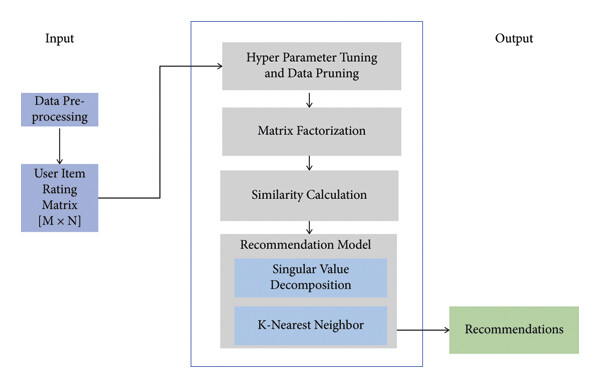 Input
Data Pre-
processing
User Item
Rating
Matrix
[M × N]
Hyper Parameter Tuning
and Data Pruning
Matrix Factorization
Similarity Calculation
Recommendation Model
Singular Value
Decomposition
K-Nearest Neighbor
Output
Recommendations